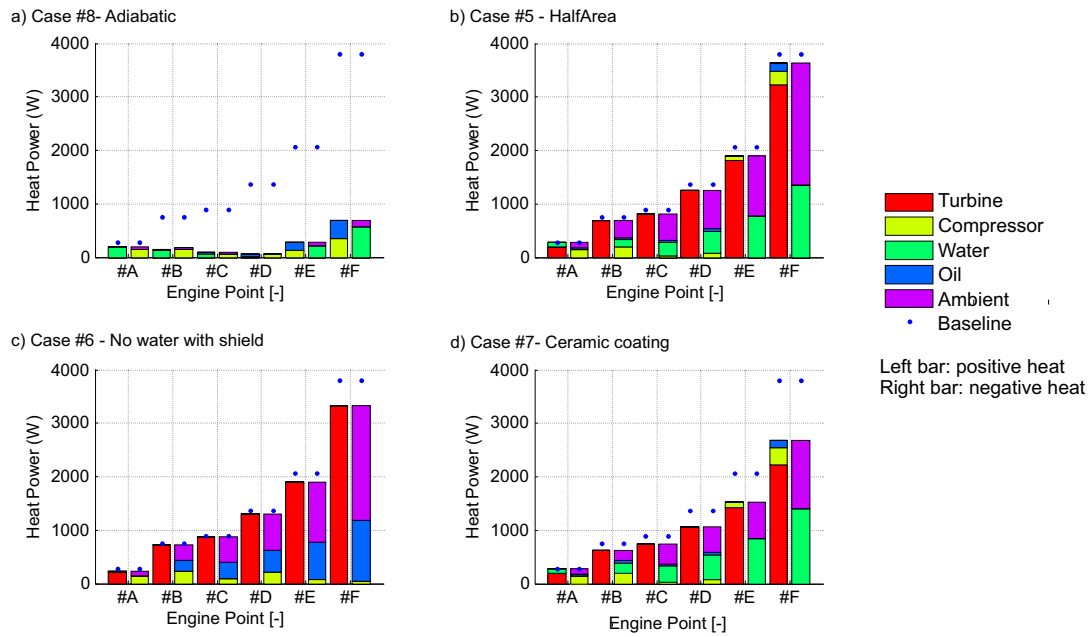 a) Case #8- Adiabatic
4000
3000
2000
1000
0
Heat Power (W)
#A #B #C #D #E #F
Engine Point [-]
b) Case #5 - HalfArea
4000
3000
2000
1000
0
Heat Power (W)
#A #B #C #D #E #F
Engine Point [-]
Turbine
Compressor
Water
Oil
Ambient
Baseline
Left bar: positive heat
Right bar: negative heat
c) Case #6 - No water with shield
4000
3000
2000
1000
0
Heat Power (W)
#A #B #C #D #E #F
Engine Point [-]
d) Case #7- Ceramic coating
4000
3000
2000
1000
0
Heat Power (W)
#A #B #C #D #E #F
Engine Point [-]